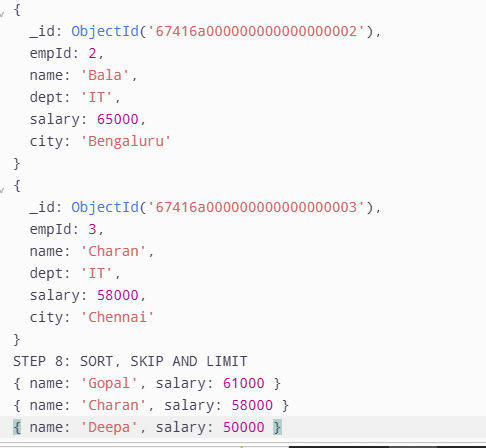 {
  _id: ObjectId('67416a000000000000000002'),
  empId: 2,
  name: 'Bala',
  dept: 'IT',
  salary: 65000,
  city: 'Bengaluru'
}
{
  _id: ObjectId('67416a000000000000000003'),
  empId: 3,
  name: 'Charan',
  dept: 'IT',
  salary: 58000,
  city: 'Chennai'
}
STEP 8: SORT, SKIP AND LIMIT
{ name: 'Gopal', salary: 61000 }
{ name: 'Charan', salary: 58000 }
{ name: 'Deepa', salary: 50000 }